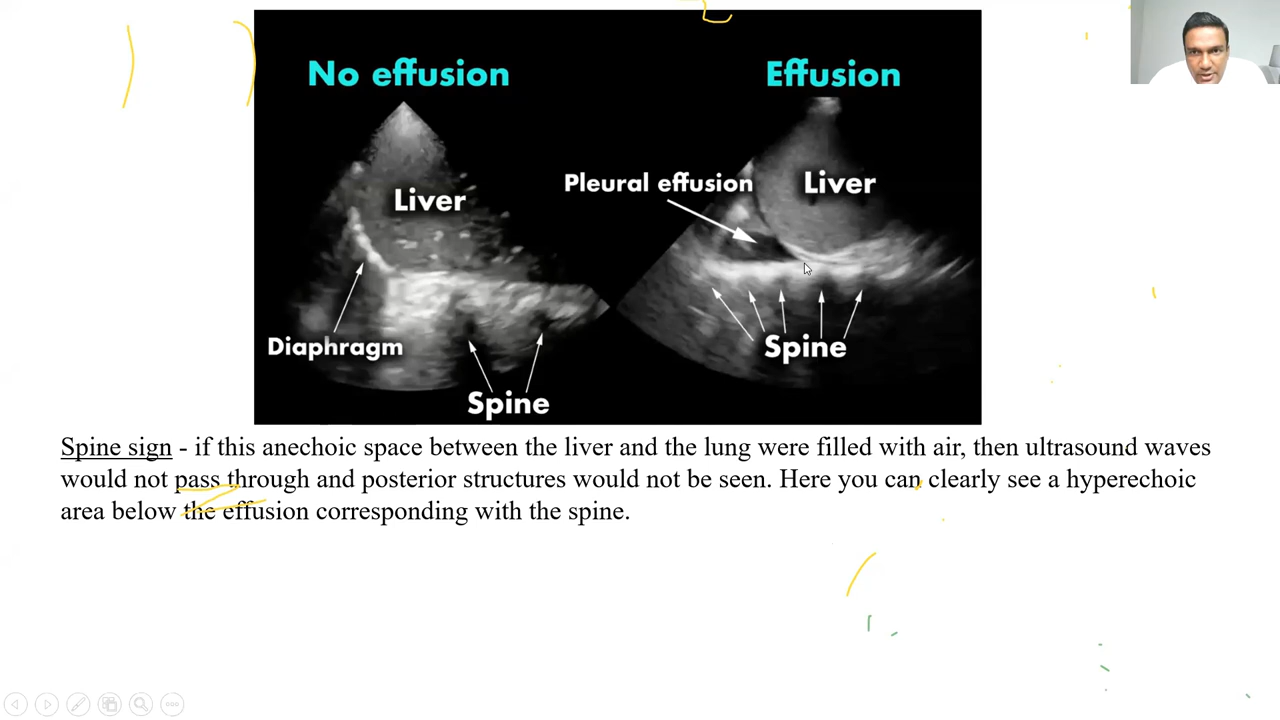 No effusion
Effusion
Pleural effusion
Liver
Liver
Diaphragm
Spine
Spine
Spine sign - if this anechoic space between the liver and the lung were filled with air, then ultrasound waves
would not pass through and posterior structures would not be seen. Here you can clearly see a hyperechoic
area below the effusion corresponding with the spine.